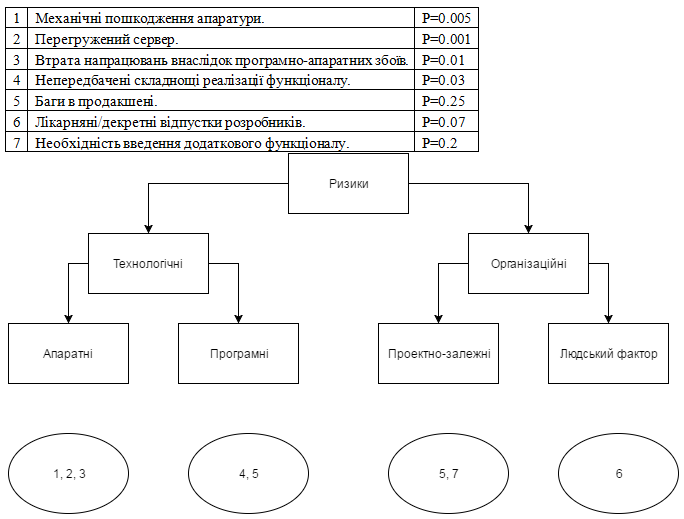 1 Механічні пошкодження апаратури. P=0.005
2 Перегружений сервер. P=0.001
3 Втрата напрацювань внаслідок програмно-апаратних збоїв. P=0.01
4 Непередбачені складнощі реалізації функціоналу. P=0.03
5 Баги в продакшені. P=0.25
6 Лікарняні/декретні відпустки розробників. P=0.07
7 Необхідність введення додаткового функціоналу. P=0.2
Ризики
Технологічні Організаційні
Апаратні Програмні Проектно-залежні Людський фактор
1, 2, 3 4, 5 5, 7 6